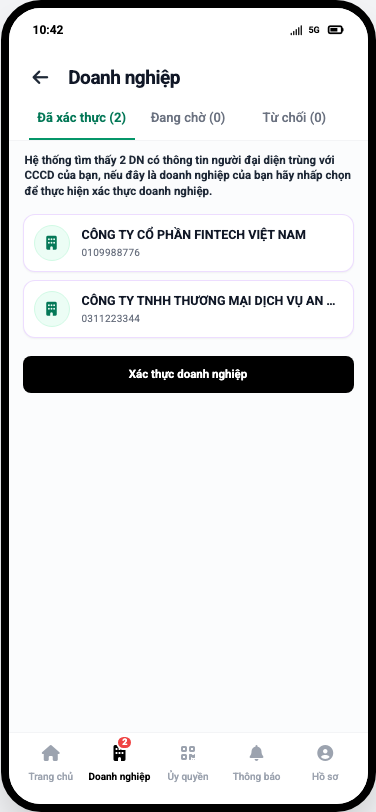 10:42
5G
Doanh nghiệp
Đã xác thực (2)
Đang chờ (0)
Từ chối (0)
Hệ thống tìm thấy 2 DN có thông tin người đại diện trùng với
CCCD của bạn, nếu đây là doanh nghiệp của bạn hãy nhấp chọn
để thực hiện xác thực doanh nghiệp.
CÔNG TY CỔ PHẦN FINTECH VIỆT NAM
0109988776
CÔNG TY TNHH THƯƠNG MẠI DỊCH VỤ AN ...
0311223344
Xác thực doanh nghiệp
2
Trang chủ
Doanh nghiệp
Ủy quyền
Thông báo
Hồ sơ